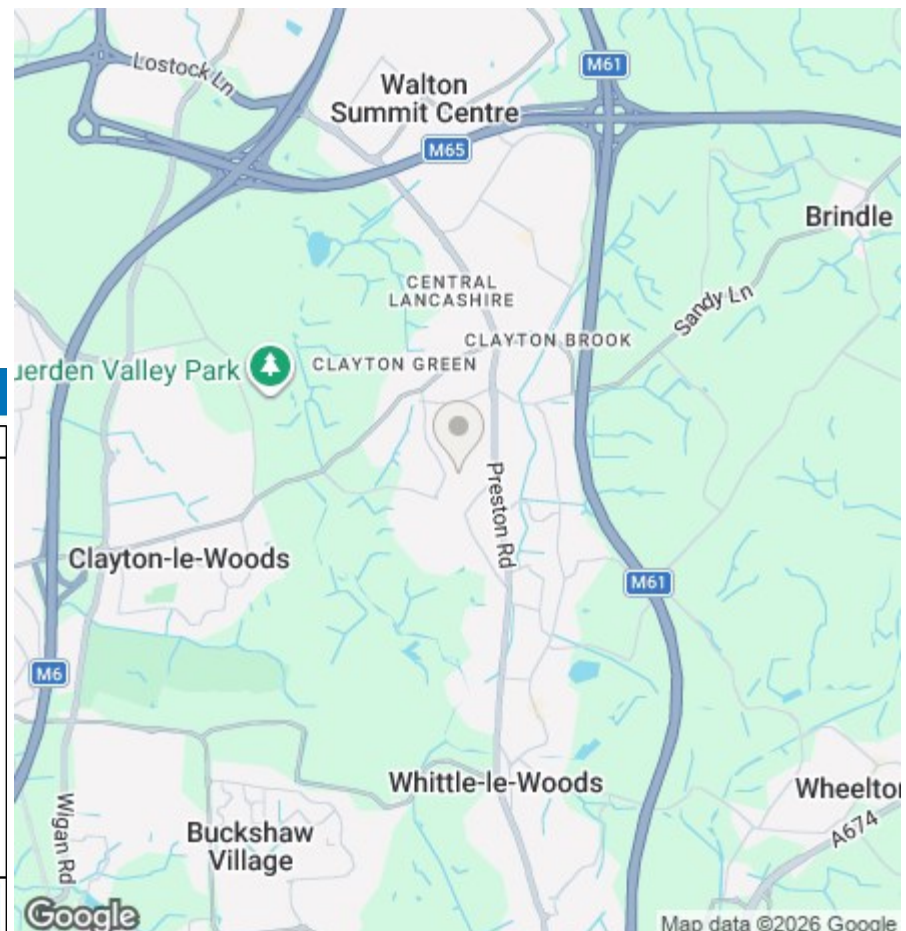 Lostock Ln
M61
Walton
Summit Centre
M65
Brindle
CENTRAL
LANCASHIRE
Sandy Ln
CLAYTON BROOK
uerden Valley Park
CLAYTON GREEN
Preston Rd
Clayton-le-Woods
M61
M6
Whittle-le-Woods
Wheelton
A674
Wigan Rd
Buckshaw
Village
Google
Map data ©2026 Google